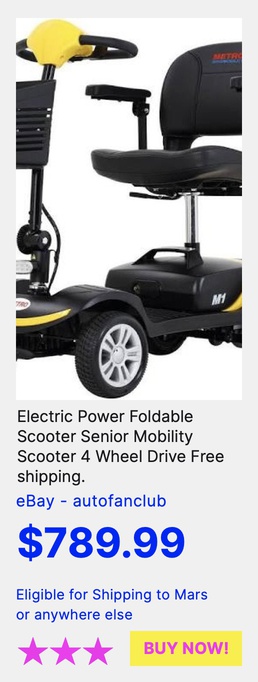 METRO
M1
Electric Power Foldable
Scooter Senior Mobility
Scooter 4 Wheel Drive Free
shipping.
eBay - autofanclub
$789.99
Eligible for Shipping to Mars
or anywhere else
BUY NOW!